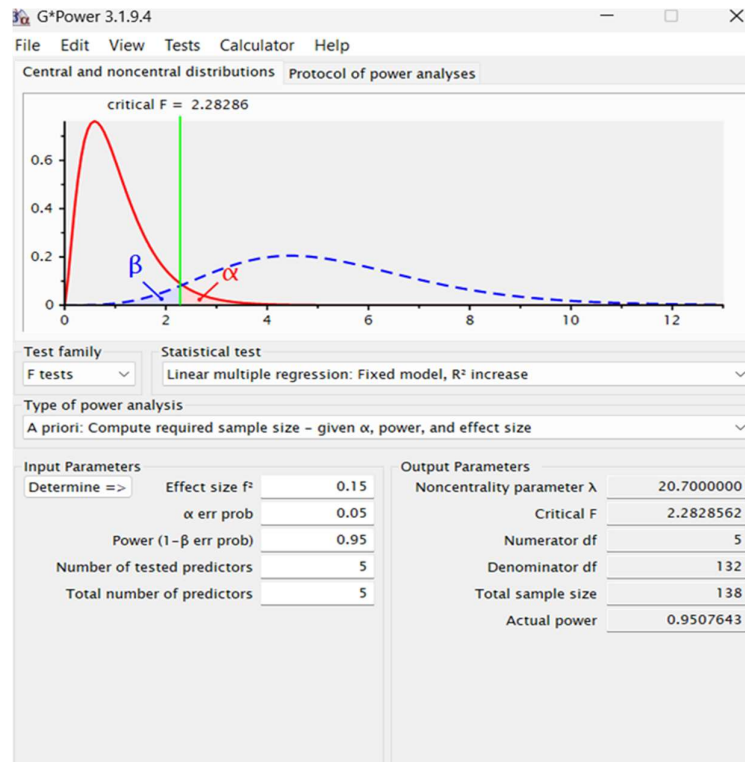 G*Power 3.1.9.4
File Edit View Tests Calculator Help
Central and noncentral distributions Protocol of power analyses
critical F = 2.28286
0.6
0.4
0.2
0
β
α
0 2 4 6 8 10 12
Test family Statistical test
F tests Linear multiple regression: Fixed model, R² increase
Type of power analysis
A priori: Compute required sample size – given α, power, and effect size
Input Parameters
Determine => Effect size f² 0.15
α err prob 0.05
Power (1-β err prob) 0.95
Number of tested predictors 5
Total number of predictors 5
Output Parameters
Noncentrality parameter λ 20.7000000
Critical F 2.2828562
Numerator df 5
Denominator df 132
Total sample size 138
Actual power 0.9507643